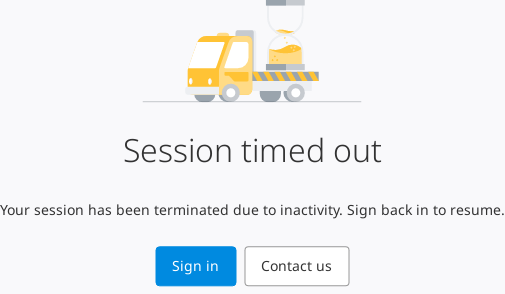 Session timed out
Your session has been terminated due to inactivity. Sign back in to resume.
Sign in
Contact us